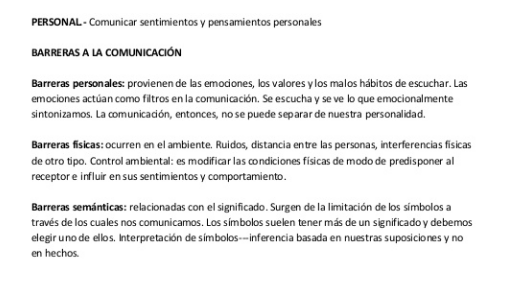 PERSONAL.- Comunicar sentimientos y pensamientos personales
BARRERAS A LA COMUNICACIÓN
Barreras personales: provienen de las emociones, los valores y los malos hábitos de escuchar. Las
emociones actúan como filtros en la comunicación. Se escucha y se ve lo que emocionalmente
sintonizamos. La comunicación, entonces, no se puede separar de nuestra personalidad.
Barreras físicas: ocurren en el ambiente. Ruidos, distancia entre las personas, interferencias físicas
de otro tipo. Control ambiental: es modificar las condiciones físicas de modo de predisponer al
receptor e influir en sus sentimientos y comportamiento.
Barreras semánticas: relacionadas con el significado. Surgen de la limitación de los símbolos a
través de los cuales nos comunicamos. Los símbolos suelen tener más de un significado y debemos
elegir uno de ellos. Interpretación de símbolos---inferencia basada en nuestras suposiciones y no
en hechos.